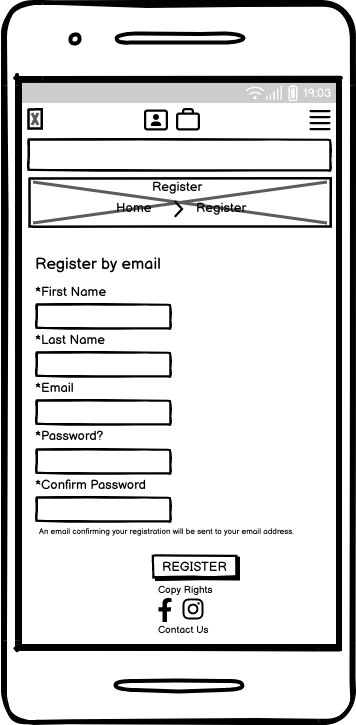 19:03
X
Register
Home > Register
Register by email
*First Name
*Last Name
*Email
*Password?
*Confirm Password
An email confirming your registration will be sent to your email address.
REGISTER
Copy Rights
Contact Us